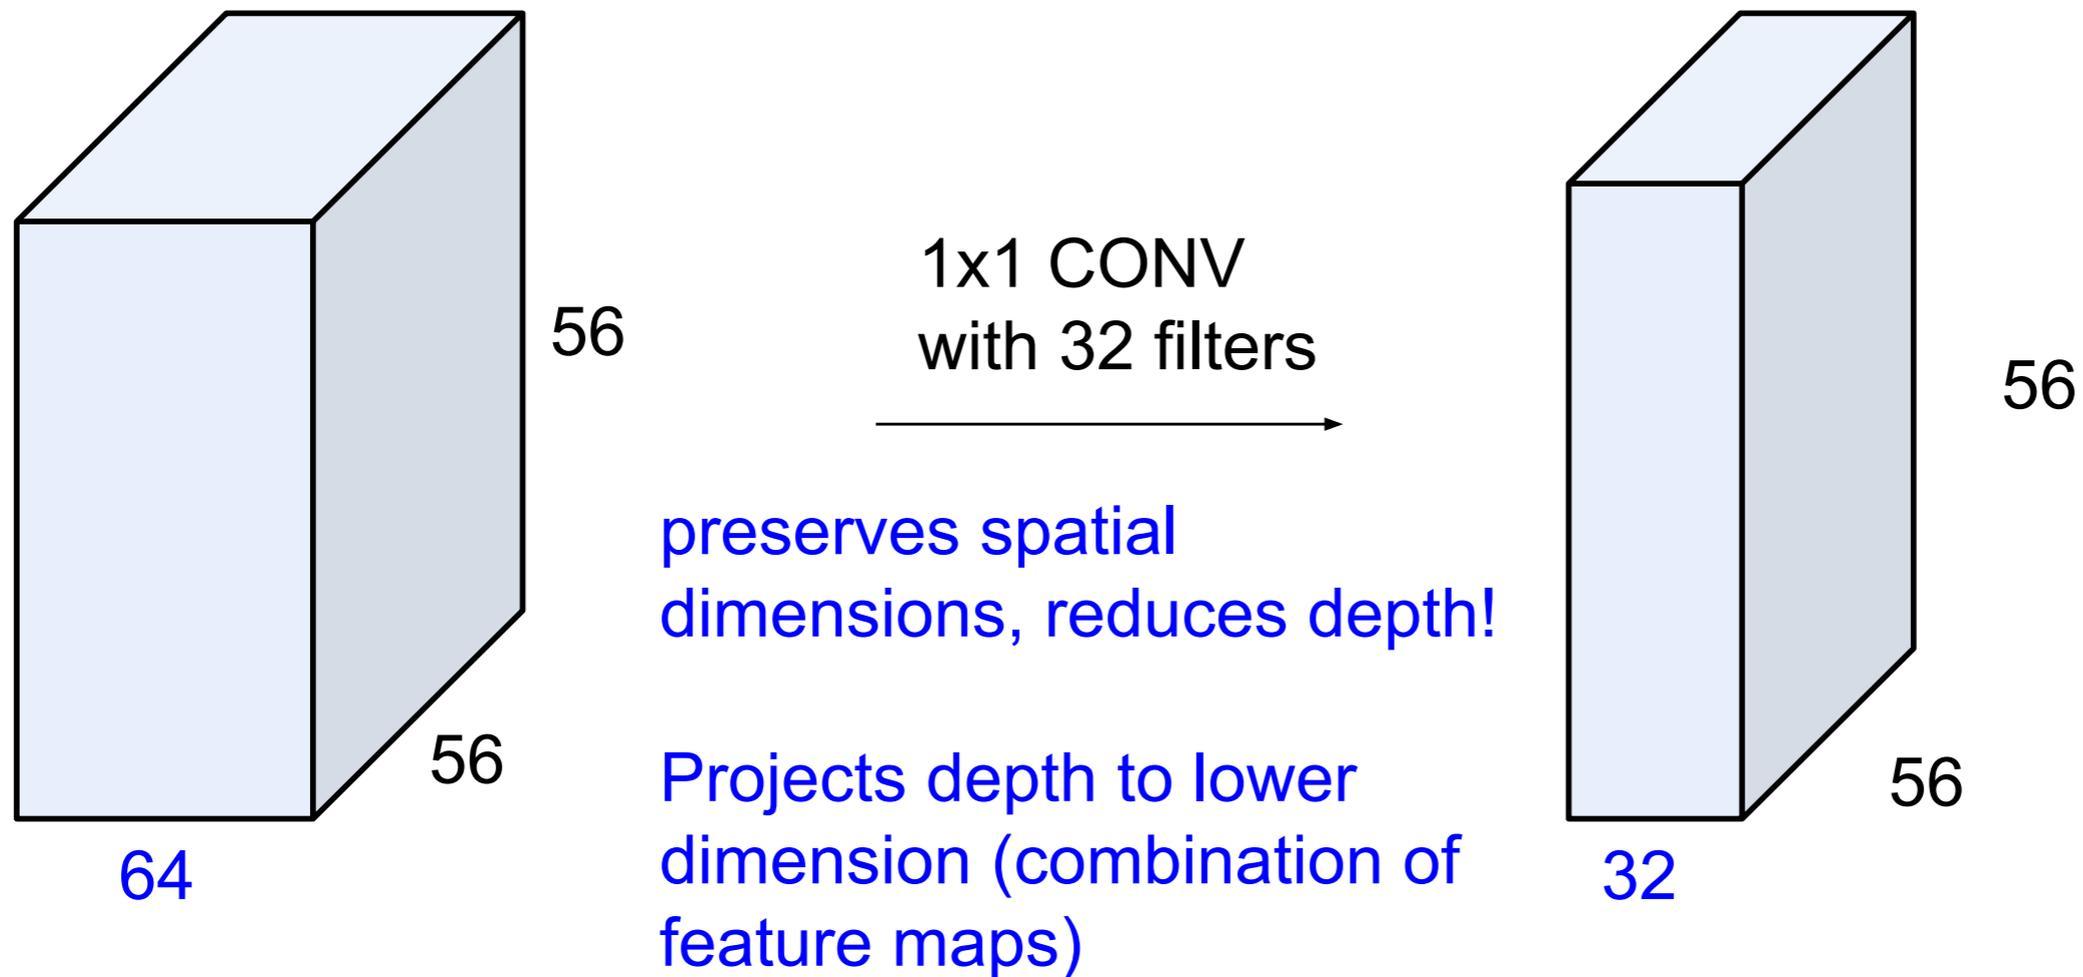 56
56
64
1x1 CONV
with 32 filters
preserves spatial
dimensions, reduces depth!
Projects depth to lower
dimension (combination of
feature maps)
56
56
32